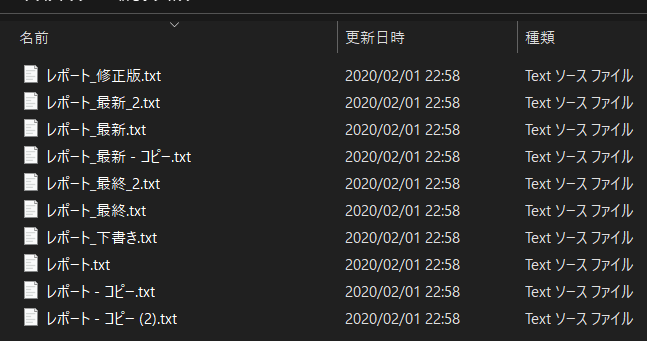 名前 更新日時 種類
レポート_修正版.txt 2020/02/01 22:58 Text ソース ファイル
レポート_最新_2.txt 2020/02/01 22:58 Text ソース ファイル
レポート_最新.txt 2020/02/01 22:58 Text ソース ファイル
レポート_最新 - コピー.txt 2020/02/01 22:58 Text ソース ファイル
レポート_最終_2.txt 2020/02/01 22:58 Text ソース ファイル
レポート_最終.txt 2020/02/01 22:58 Text ソース ファイル
レポート_下書き.txt 2020/02/01 22:58 Text ソース ファイル
レポート.txt 2020/02/01 22:58 Text ソース ファイル
レポート - コピー.txt 2020/02/01 22:58 Text ソース ファイル
レポート - コピー (2).txt 2020/02/01 22:58 Text ソース ファイル